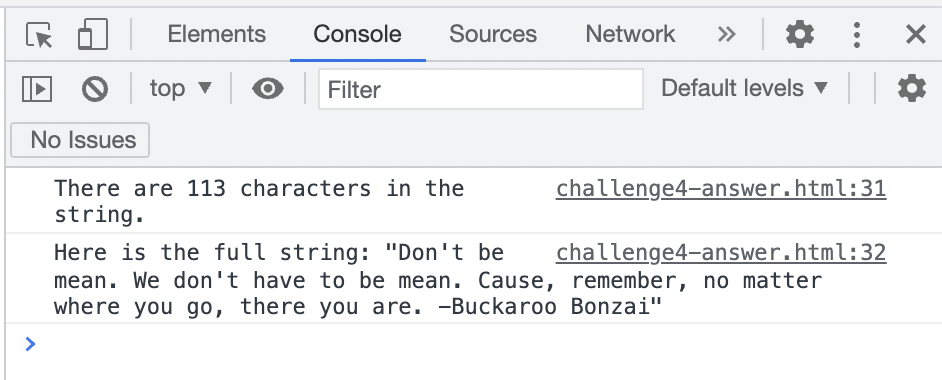 Elements Console Sources Network »
top ▼ Filter Default levels ▼
No Issues
There are 113 characters in the challenge4-answer.html:31
string.
Here is the full string: "Don't be challenge4-answer.html:32
mean. We don't have to be mean. Cause, remember, no matter
where you go, there you are. –Buckaroo Bonzai"
>